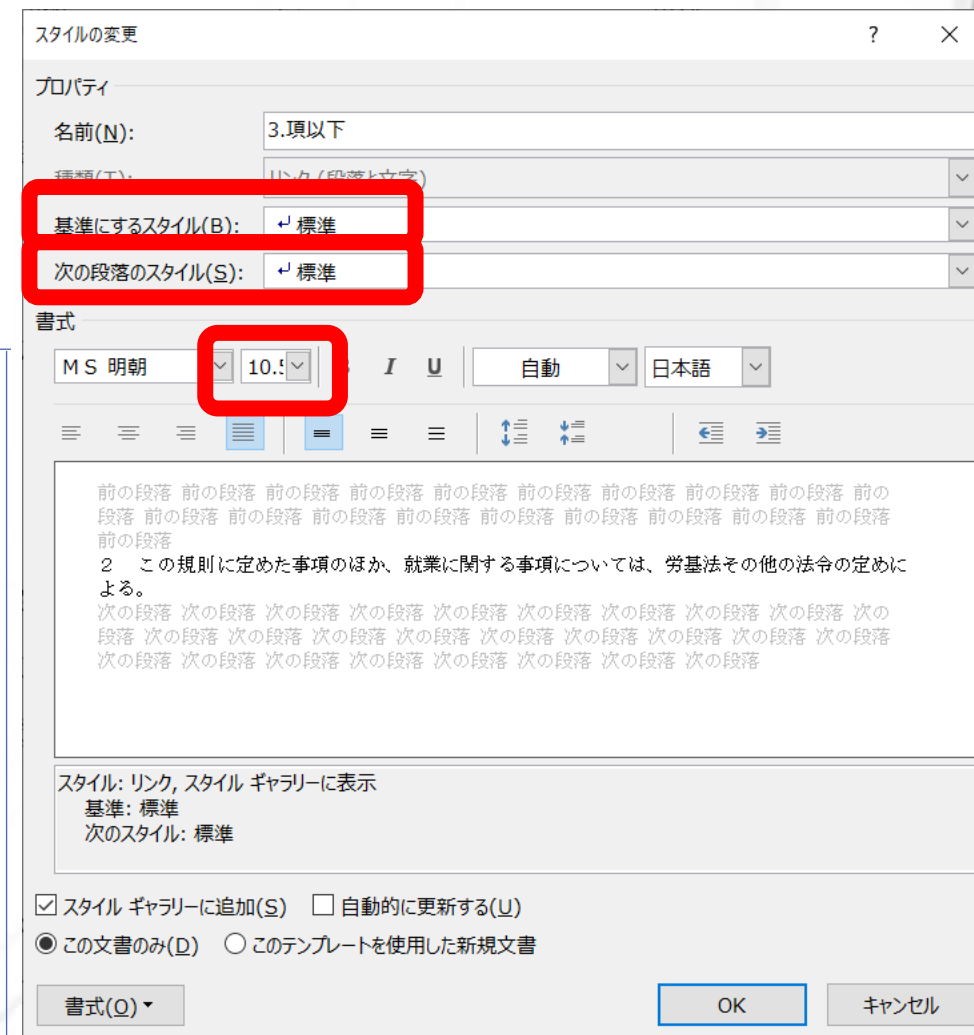 スタイルの変更
プロパティ
名前(N):
3.項以下
種類(T):
リンク (段落と文字)
基準にするスタイル(B):
↵ 標準
次の段落のスタイル(S):
↵ 標準
書式
ＭＳ 明朝
10.5
I
U
自動
日本語
前の段落 前の段落 前の段落 前の段落 前の段落 前の段落 前の段落 前の段落 前の段落 前の
段落 前の段落 前の段落 前の段落 前の段落 前の段落 前の段落 前の段落 前の段落 前の段落
前の段落
２　この規則に定めた事項のほか、就業に関する事項については、労基法その他の法令の定めに
よる。
次の段落 次の段落 次の段落 次の段落 次の段落 次の段落 次の段落 次の段落 次の段落 次の
段落 次の段落 次の段落 次の段落 次の段落 次の段落 次の段落 次の段落 次の段落 次の段落
次の段落 次の段落 次の段落 次の段落 次の段落 次の段落 次の段落 次の段落
スタイル: リンク, スタイル ギャラリーに表示
基準: 標準
次のスタイル: 標準
スタイル ギャラリーに追加(S)
自動的に更新する(U)
この文書のみ(D)
このテンプレートを使用した新規文書
書式(O)
OK
キャンセル